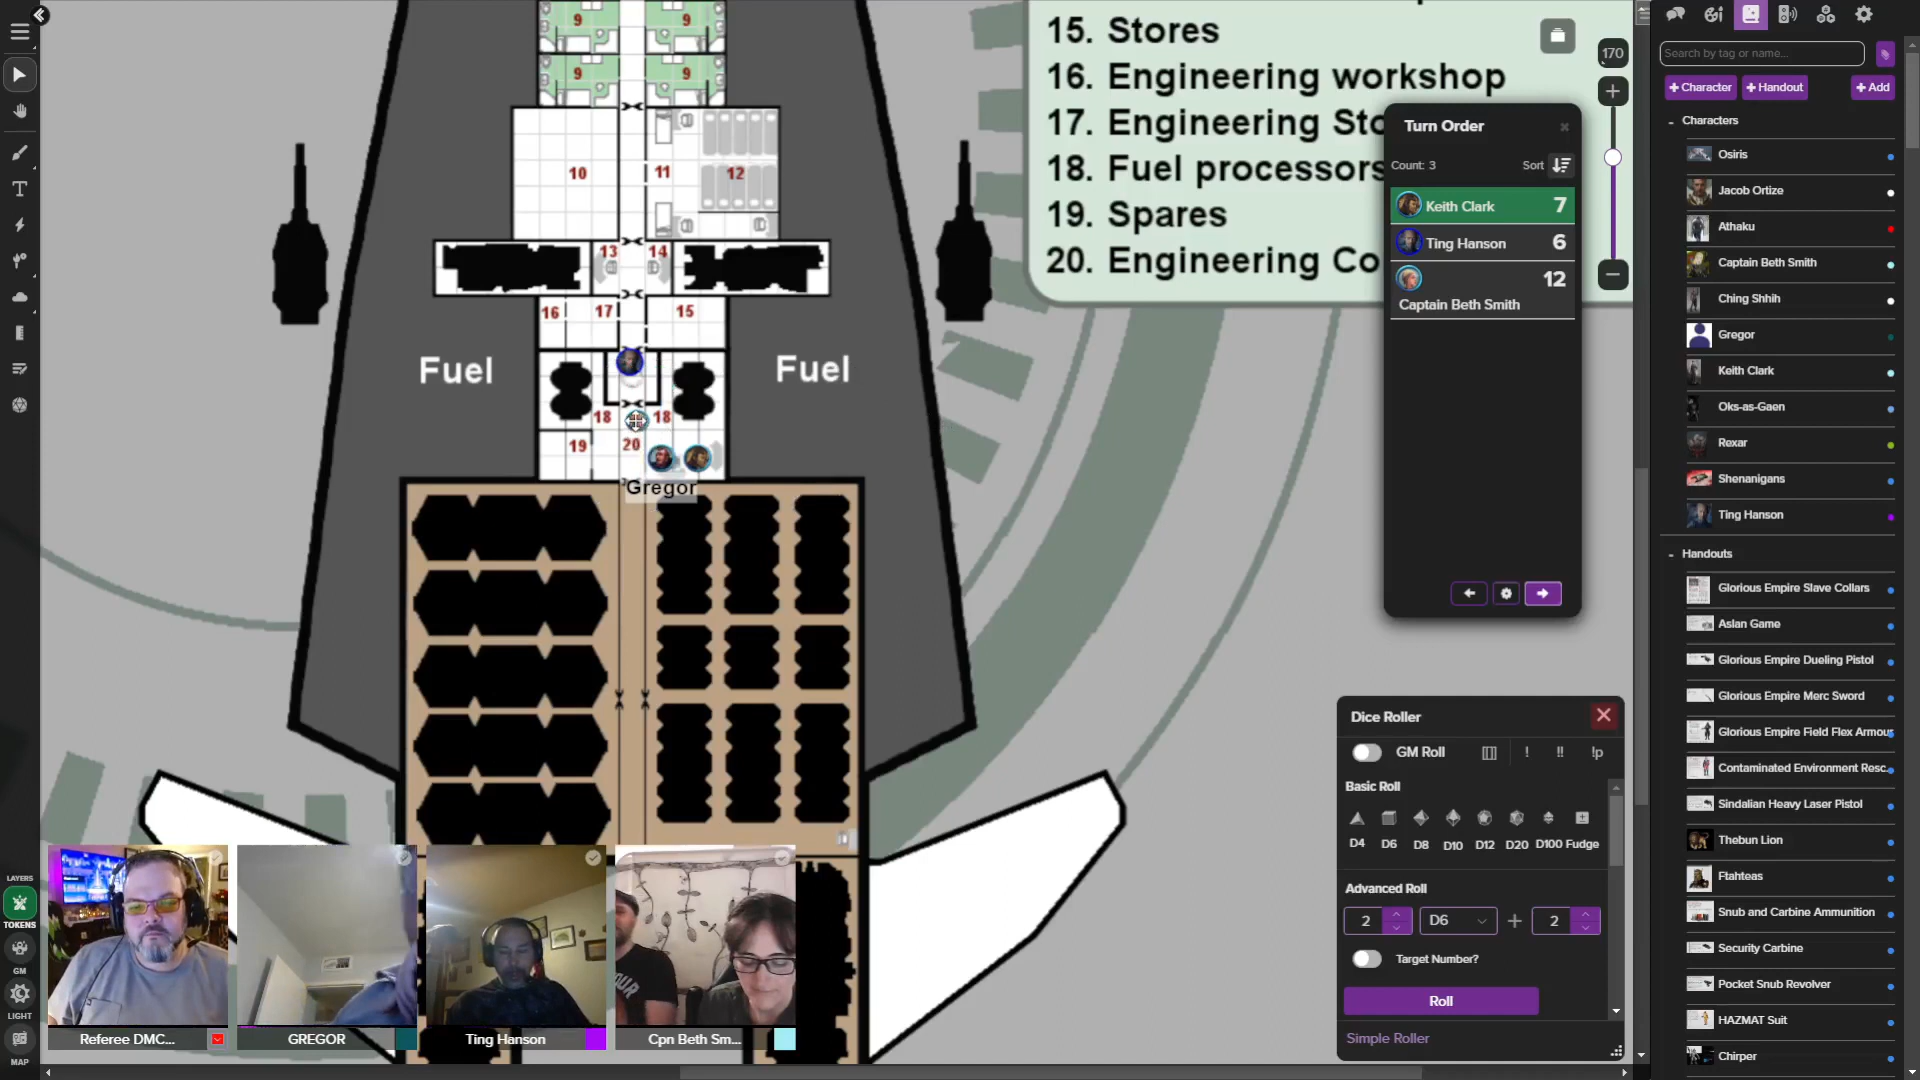 9
9
9
9
10
11
12
13
14
16
17
15
18
18
19
20
Fuel
Fuel
Gregor
15. Stores
16. Engineering workshop
17. Engineering Sto
18. Fuel processors
19. Spares
20. Engineering Co
170
Turn Order
Count: 3
Sort
Keith Clark 7
Ting Hanson 6
12
Captain Beth Smith
Dice Roller
GM Roll
! !! !p
Basic Roll
D4 D6 D8 D10 D12 D20 D100 Fudge
Advanced Roll
2 D6 + 2
Target Number?
Roll
Simple Roller
Search by tag or name...
+ Character
+ Handout
+ Add
Characters
Osiris
Jacob Ortize
Athaku
Captain Beth Smith
Ching Shhih
Gregor
Keith Clark
Oks-as-Gaen
Rexar
Shenanigans
Ting Hanson
Handouts
Glorious Empire Slave Collars
Aslan Game
Glorious Empire Dueling Pistol
Glorious Empire Merc Sword
Glorious Empire Field Flex Armour
Contaminated Environment Resc...
Sindalian Heavy Laser Pistol
Thebun Lion
Ftahteas
Snub and Carbine Ammunition
Security Carbine
Pocket Snub Revolver
HAZMAT Suit
Chirper
LAYERS
TOKENS
GM
LIGHT
MAP
Referee DMC...
GREGOR
Ting Hanson
Cpn Beth Sm...